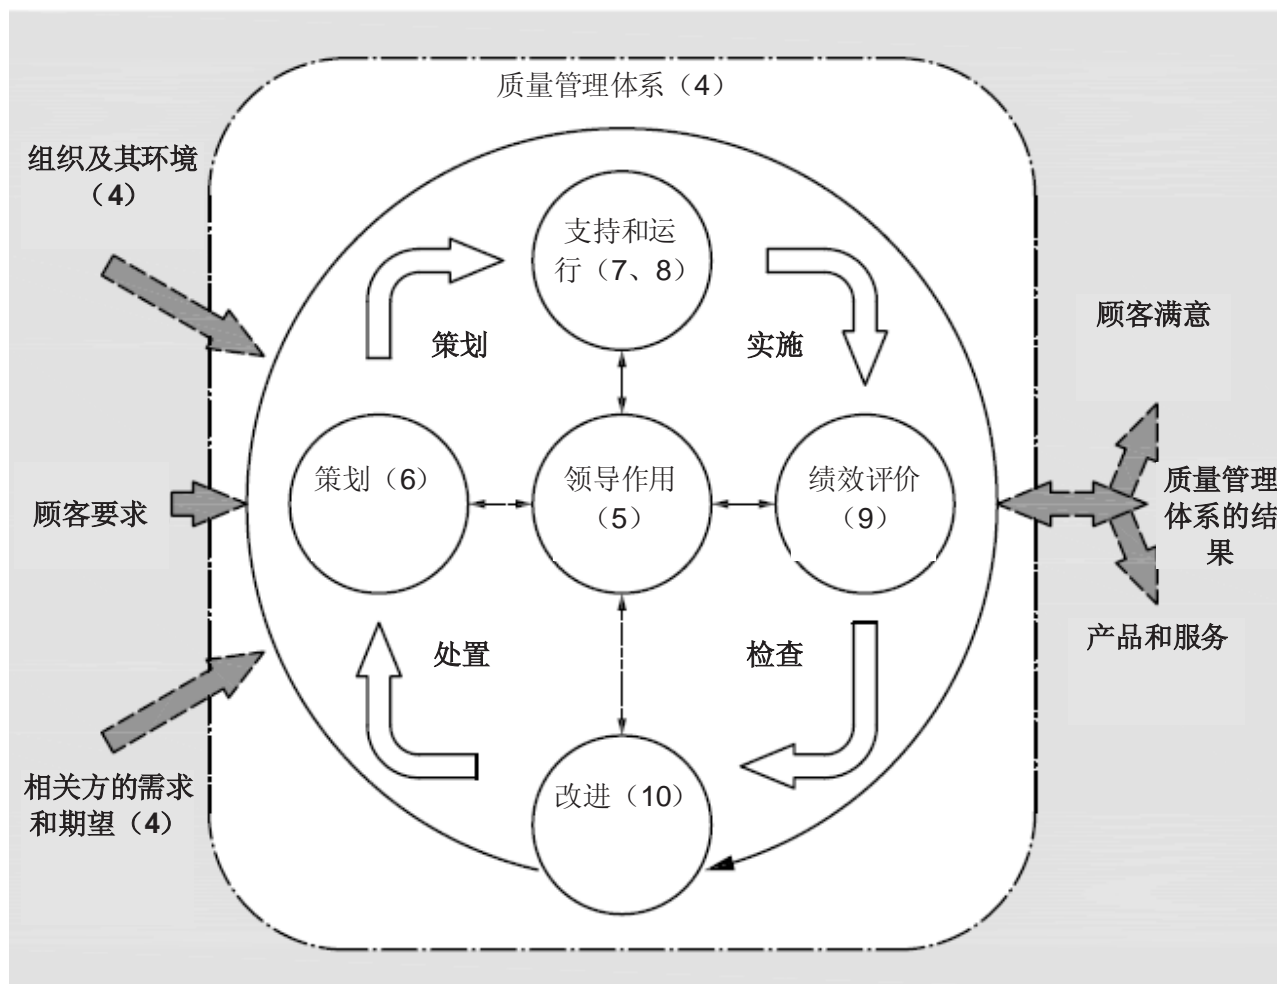 质量管理体系（4）
组织及其环境
（4）
支持和运
行（7、8）
顾客满意
策划
实施
策划（6）
领导作用
（5）
绩效评价
（9）
顾客要求
质量管理
体系的结
果
处置
检查
产品和服务
相关方的需求
和期望（4）
改进（10）